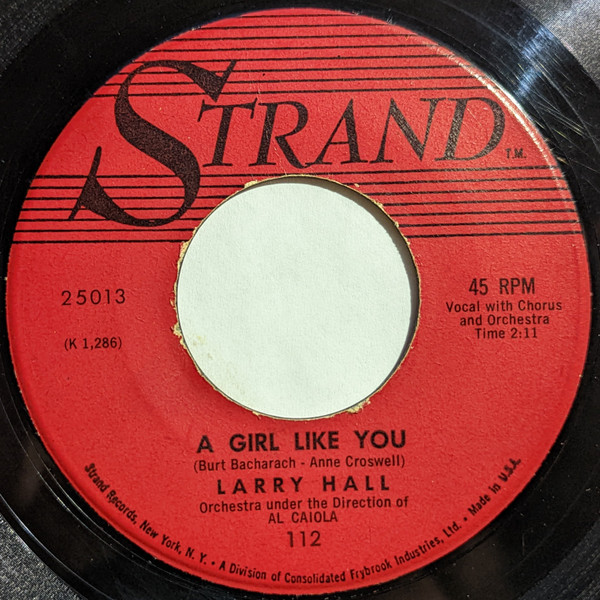 STRAND
T.M.
25013
(K 1,286)
45 RPM
Vocal with Chorus
and Orchestra
Time 2:11
A GIRL LIKE YOU
(Burt Bacharach - Anne Croswell)
LARRY HALL
Orchestra under the Direction of
AL CAIOLA
112
Strand Records, New York, N. Y. • A Division of Consolidated Frybrook Industries, Ltd. • Made in U.S.A.